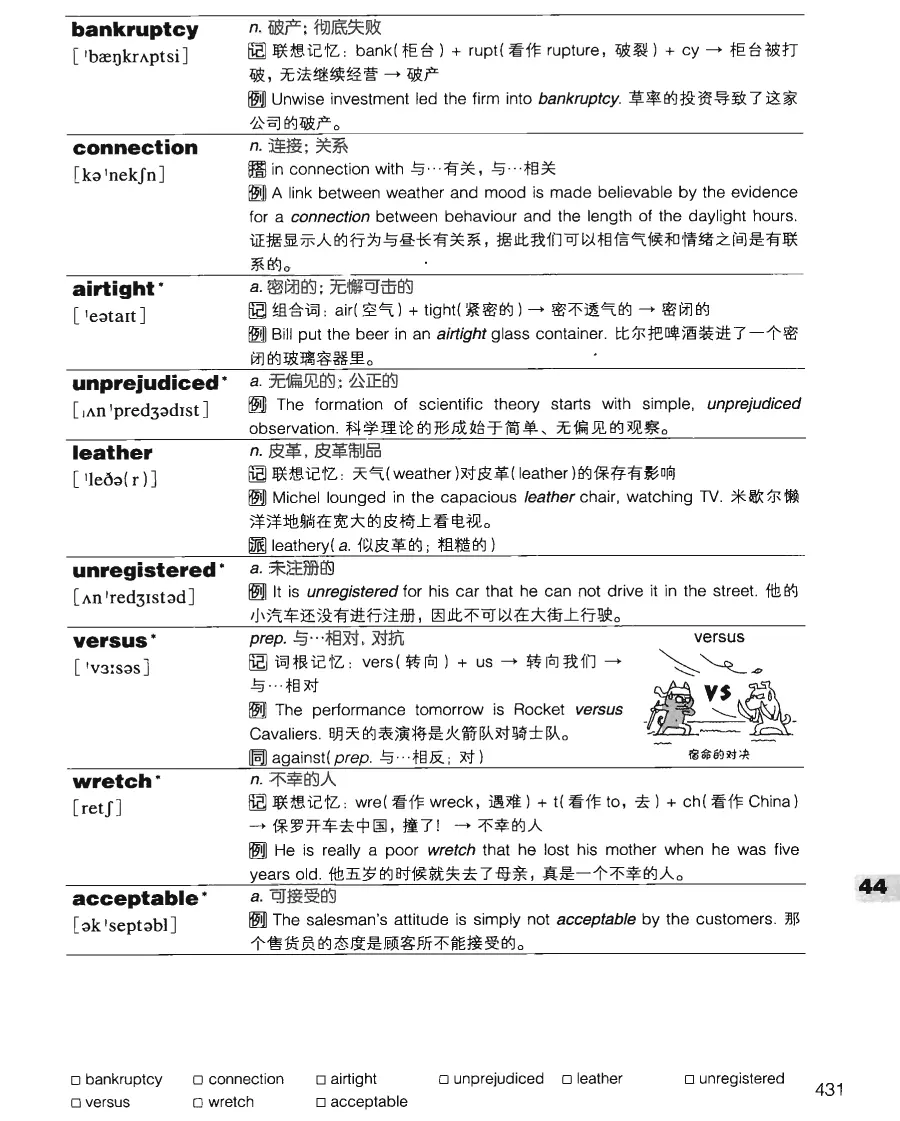 bankruptcy n. 破产；彻底失败
[ˈbæŋkrʌptsi] 记 联想记忆：bank(柜台) + rupt(看作 rupture，破裂) + cy → 柜台被打
破，无法继续经营 → 破产
例 Unwise investment led the firm into bankruptcy. 草率的投资导致了这家
公司的破产。
connection n. 连接；关系
[kəˈnekʃn] 搭 in connection with 与…有关，与…相关
例 A link between weather and mood is made believable by the evidence
for a connection between behaviour and the length of the daylight hours.
证据显示人的行为与昼长有关系，据此我们可以相信气候和情绪之间是有联
系的。
airtight* a. 密闭的；无懈可击的
[ˈeətaɪt] 记 组合词：air(空气) + tight(紧密的) → 密不透气的 → 密闭的
例 Bill put the beer in an airtight glass container. 比尔把啤酒装进了一个密
闭的玻璃容器里。
unprejudiced* a. 无偏见的；公正的
[ˌʌnˈpredʒədɪst] 例 The formation of scientific theory starts with simple, unprejudiced
observation. 科学理论的形成始于简单、无偏见的观察。
leather n. 皮革，皮革制品
[ˈleðə(r)] 记 联想记忆：天气(weather)对皮革(leather)的保存有影响
例 Michel lounged in the capacious leather chair, watching TV. 米歇尔懒
洋洋地躺在宽大的皮椅上看电视。
派 leathery(a. 似皮革的；粗糙的)
unregistered* a. 未注册的
[ʌnˈredʒɪstəd] 例 It is unregistered for his car that he can not drive it in the street. 他的
小汽车还没有进行注册，因此不可以在大街上行驶。
versus* prep. 与…相对，对抗
[ˈvɜːsəs] 记 词根记忆：vers(转向) + us → 转向我们 →
与…相对
例 The performance tomorrow is Rocket versus
Cavaliers. 明天的表演将是火箭队对骑士队。
同 against(prep. 与…相反；对)
versus
VS
宿命的对决
wretch* n. 不幸的人
[retʃ] 记 联想记忆：wre(看作 wreck，遇难) + t(看作 to，去) + ch(看作 China)
→ 保罗开车去中国，撞了！ → 不幸的人
例 He is really a poor wretch that he lost his mother when he was five
years old. 他五岁的时候就失去了母亲，真是一个不幸的人。
acceptable* a. 可接受的
[əkˈseptəbl] 例 The salesman's attitude is simply not acceptable by the customers. 那
个售货员的态度是顾客所不能接受的。
44
□ bankruptcy □ connection □ airtight □ unprejudiced □ leather □ unregistered
□ versus □ wretch □ acceptable
431